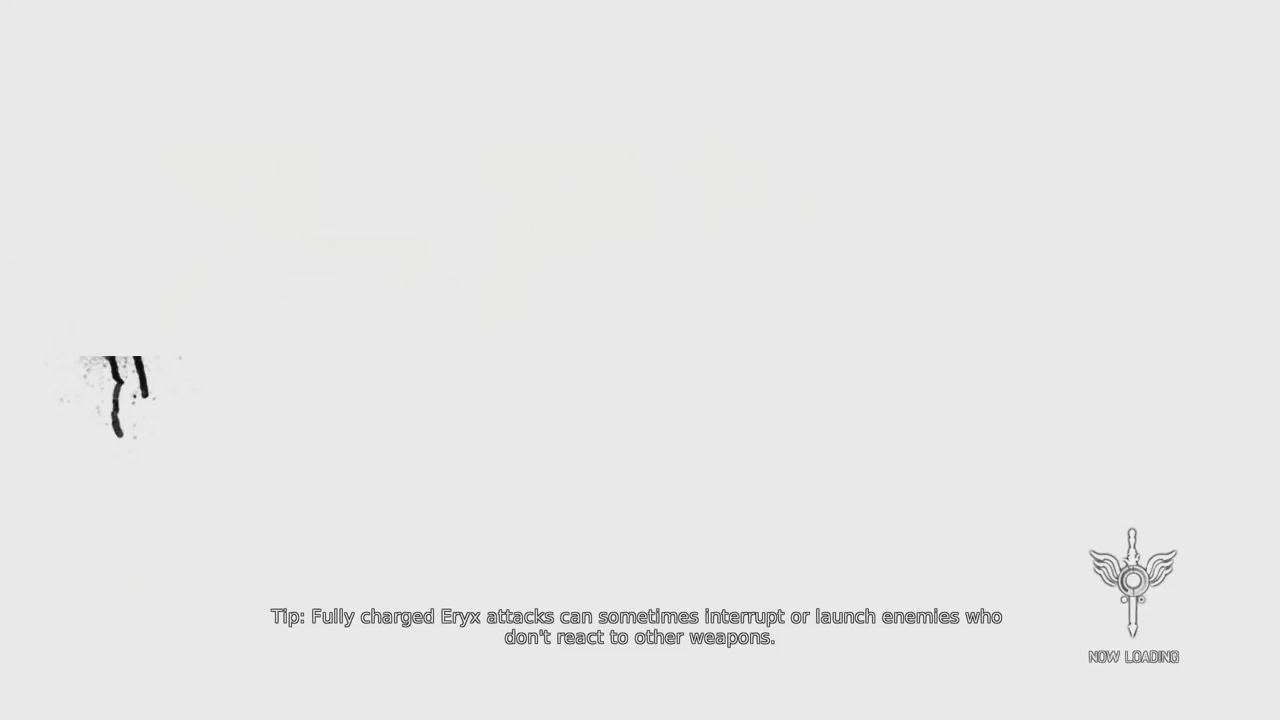 Tip: Fully charged Eryx attacks can sometimes interrupt or launch enemies who
don't react to other weapons.
NOW LOADING